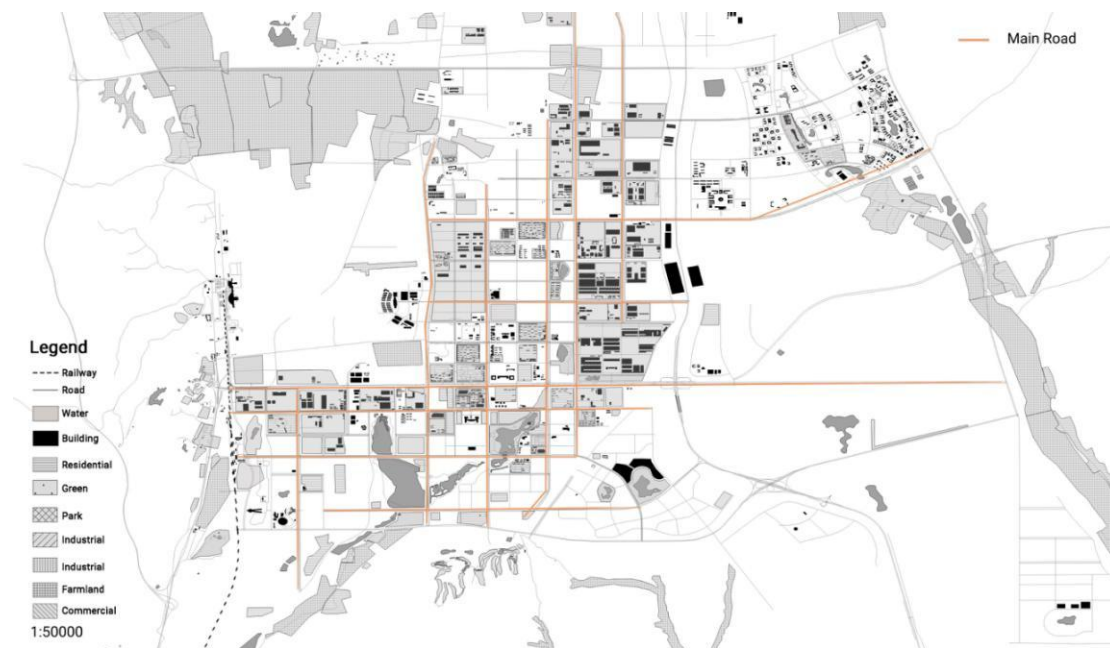 Main Road
Legend
Railway
Road
Water
Building
Residential
Green
Park
Industrial
Industrial
Farmland
Commercial
1:50000